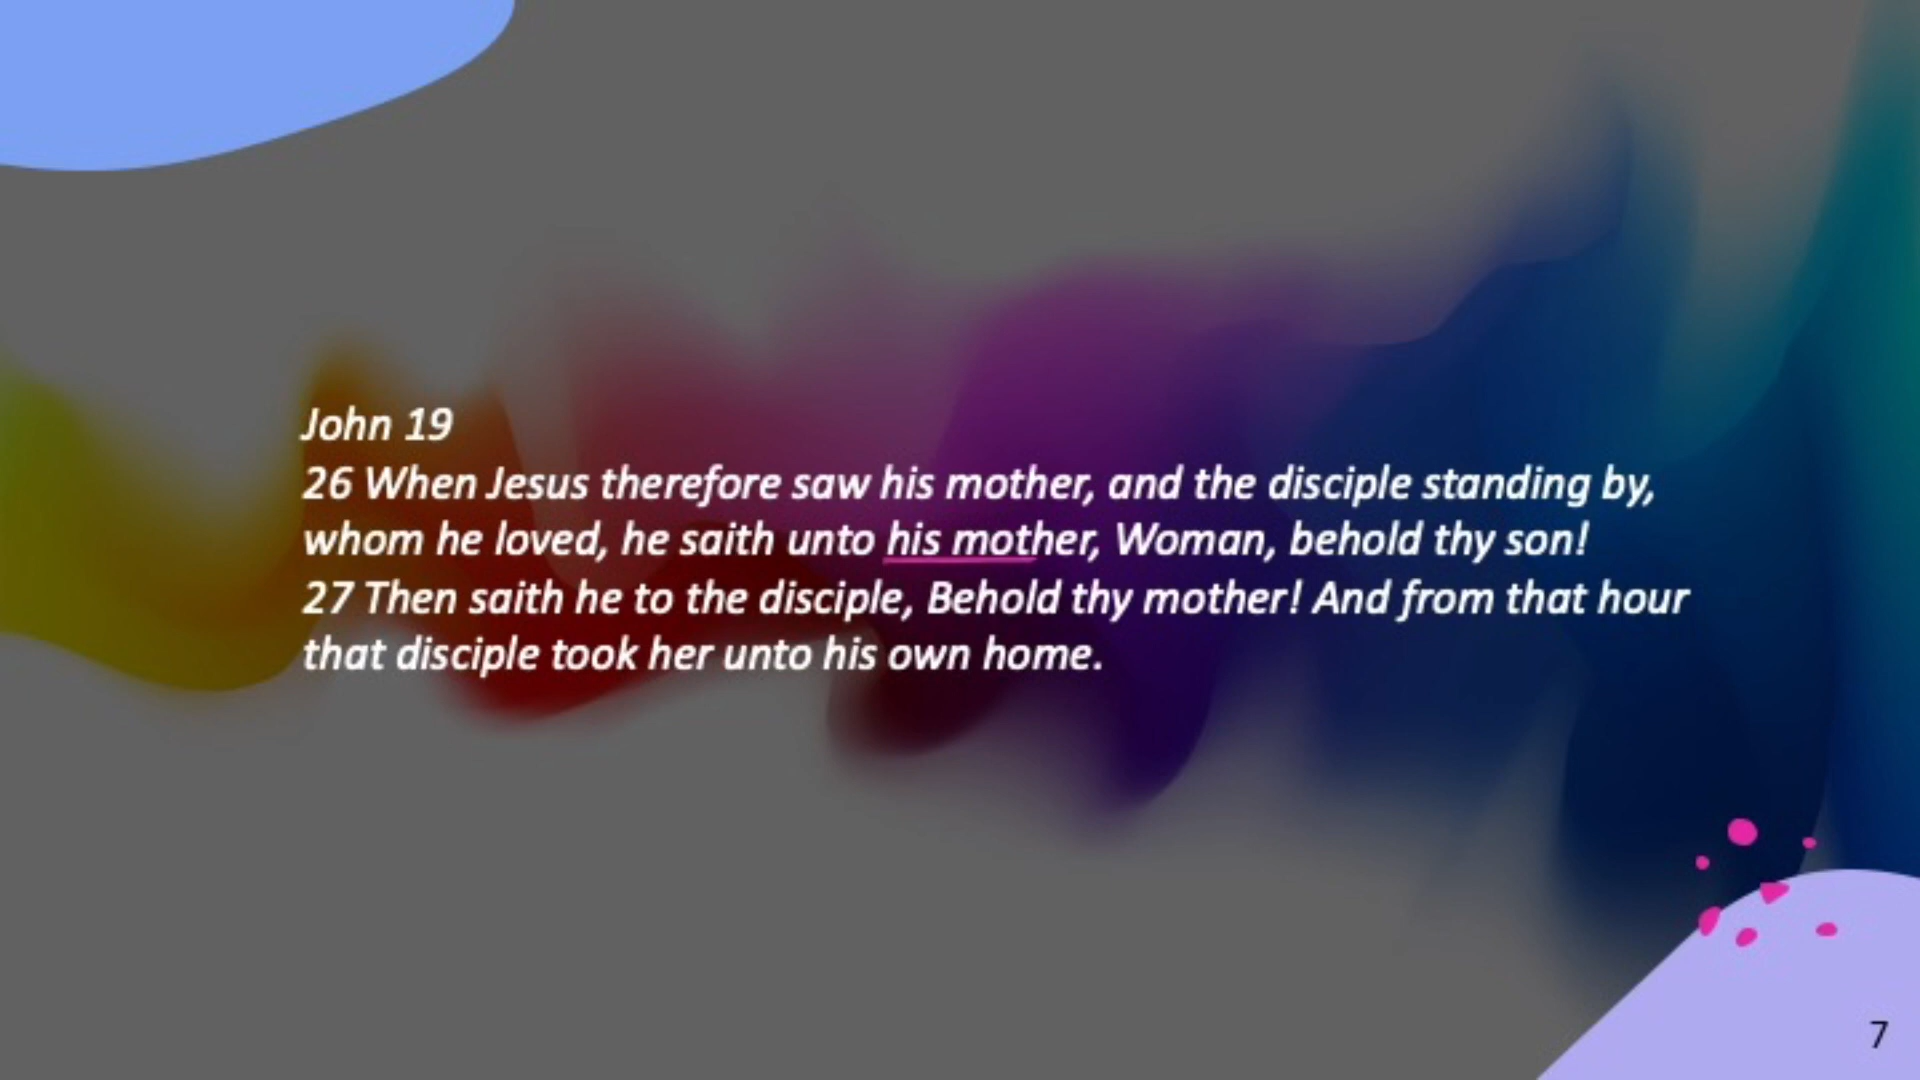 John 19
26 When Jesus therefore saw his mother, and the disciple standing by,
whom he loved, he saith unto his mother, Woman, behold thy son!
27 Then saith he to the disciple, Behold thy mother! And from that hour
that disciple took her unto his own home.
7